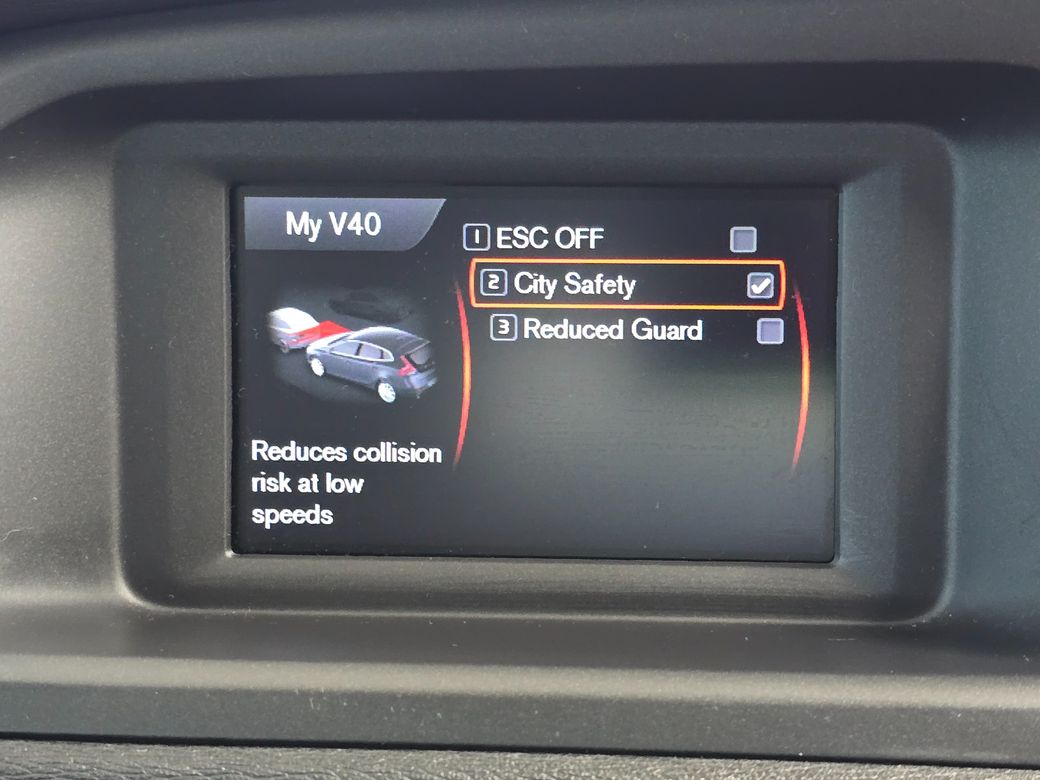 My V40
1 ESC OFF
2 City Safety
3 Reduced Guard
Reduces collision
risk at low
speeds